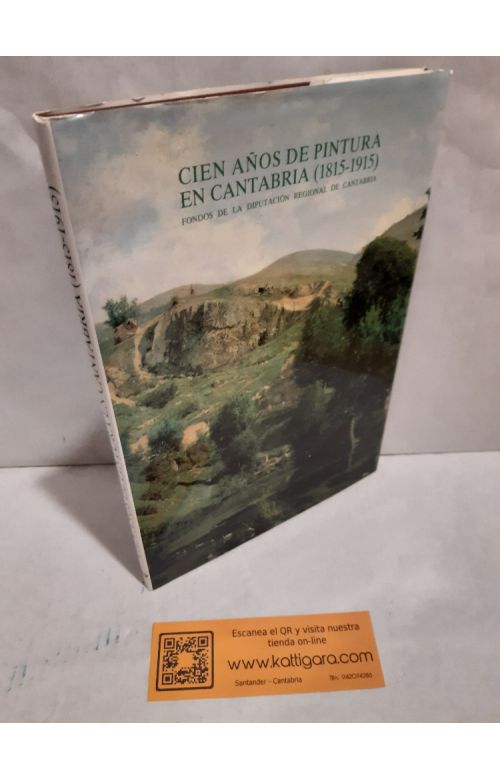 CIEN AÑOS DE PINTURA
EN CANTABRIA (1815-1915)
FONDOS DE LA DIPUTACIÓN REGIONAL DE CANTABRIA
Escanea el QR y visita nuestra
tienda on-line
www.kattigara.com
Santander - Cantabria